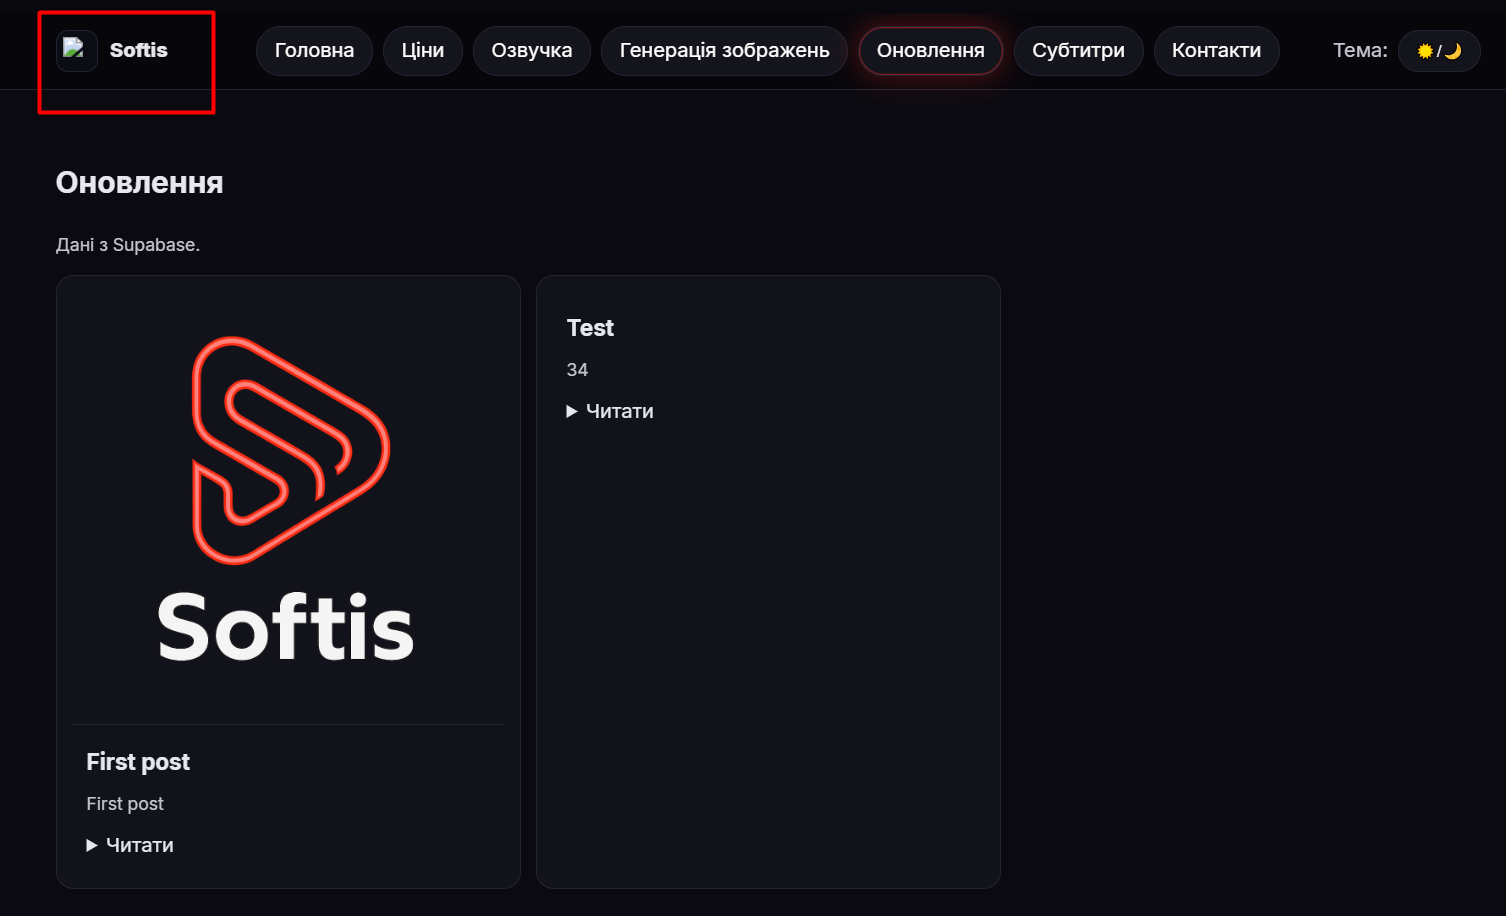 Softis
Головна
Ціни
Озвучка
Генерація зображень
Оновлення
Субтитри
Контакти
Тема:
🌞/🌙
Оновлення
Дані з Supabase.
Softis
First post
First post
▶ Читати
Test
34
▶ Читати